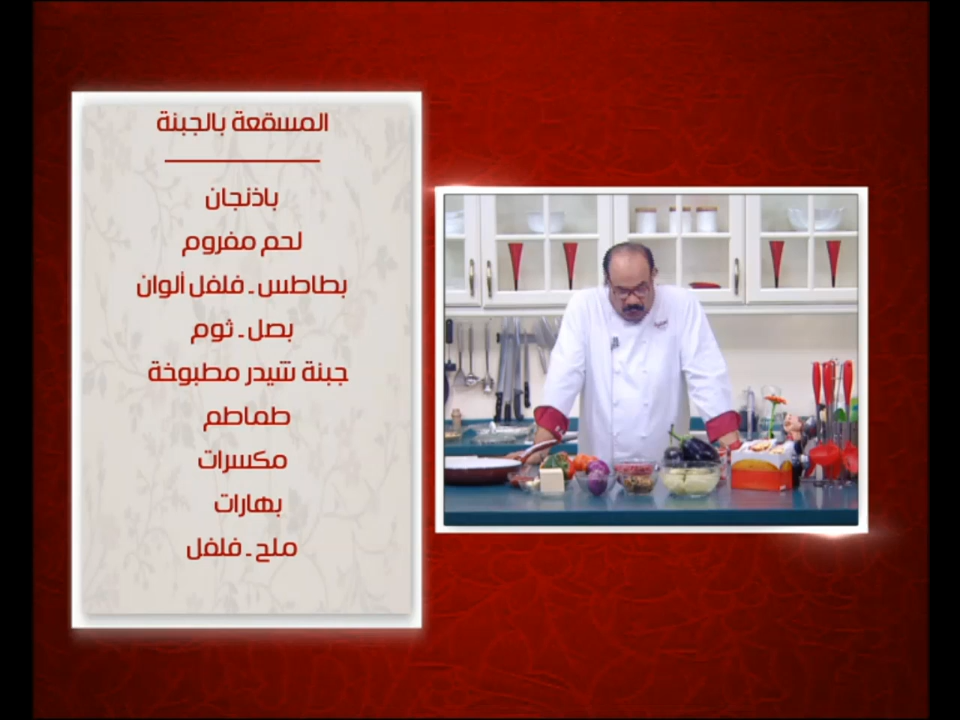 المسقعة بالجبنة
باذنجان
لحم مفروم
بطاطس - فلفل ألوان
بصل - ثوم
جبنة شيدر مطبوخة
طماطم
مكسرات
بهارات
ملح - فلفل